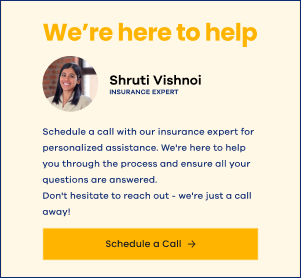 We're here to help
Shruti Vishnoi
INSURANCE EXPERT
Schedule a call with our insurance expert for
personalized assistance. We're here to help
you through the process and ensure all your
questions are answered.
Don't hesitate to reach out - we're just a call
away!
Schedule a Call →